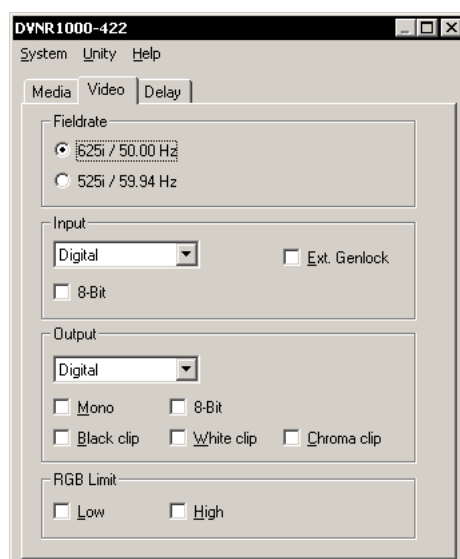 DVNR1000-422
System Unity Help
Media Video Delay
Fieldrate
625i / 50.00 Hz
525i / 59.94 Hz
Input
Digital
Ext. Genlock
8-Bit
Output
Digital
Mono 8-Bit
Black clip White clip Chroma clip
RGB Limit
Low High